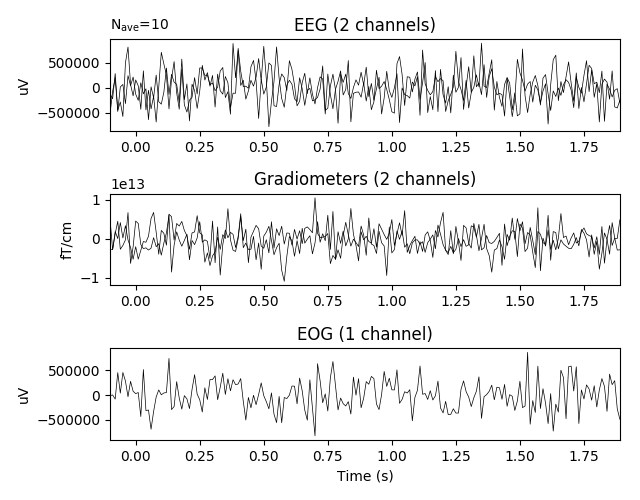 N_ave=10
EEG (2 channels)
uV
500000
0
−500000
0.00 0.25 0.50 0.75 1.00 1.25 1.50 1.75
1e13
Gradiometers (2 channels)
fT/cm
1
0
−1
0.00 0.25 0.50 0.75 1.00 1.25 1.50 1.75
EOG (1 channel)
uV
500000
0
−500000
0.00 0.25 0.50 0.75 1.00 1.25 1.50 1.75
Time (s)